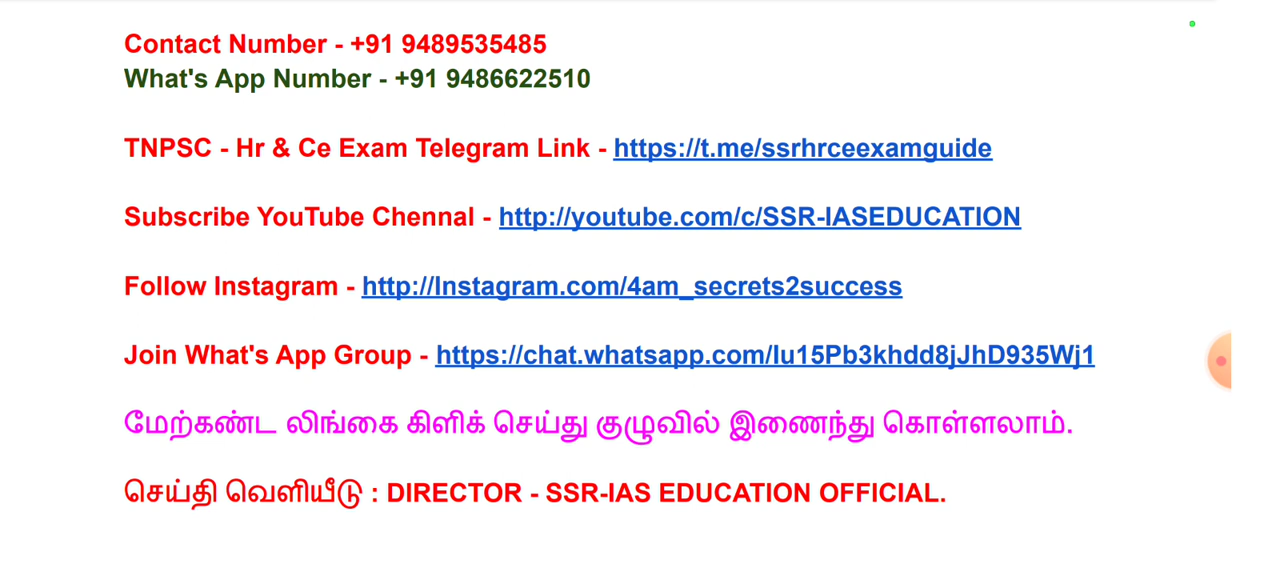 Contact Number - +91 9489535485
What's App Number - +91 9486622510
TNPSC - Hr & Ce Exam Telegram Link - https://t.me/ssrhrceexamguide
Subscribe YouTube Chennal - http://youtube.com/c/SSR-IASEDUCATION
Follow Instagram - http://Instagram.com/4am_secrets2success
Join What's App Group - https://chat.whatsapp.com/Iu15Pb3khdd8jJhD935Wj1
மேற்கண்ட லிங்கை கிளிக் செய்து குழுவில் இணைந்து கொள்ளலாம்.
செய்தி வெளியீடு : DIRECTOR - SSR-IAS EDUCATION OFFICIAL.